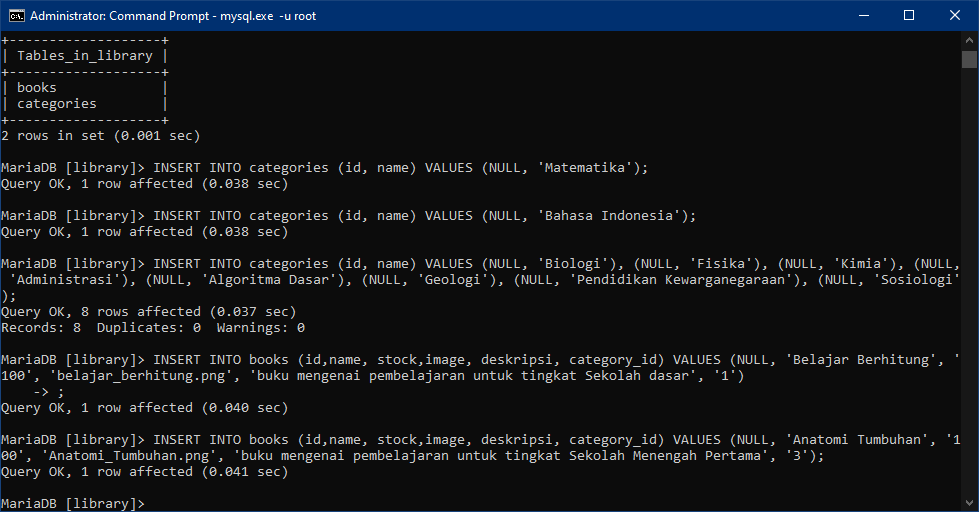 Administrator: Command Prompt - mysql.exe -u root
+-------------------+
| Tables_in_library |
+-------------------+
| books             |
| categories        |
+-------------------+
2 rows in set (0.001 sec)
MariaDB [library]> INSERT INTO categories (id, name) VALUES (NULL, 'Matematika');
Query OK, 1 row affected (0.038 sec)
MariaDB [library]> INSERT INTO categories (id, name) VALUES (NULL, 'Bahasa Indonesia');
Query OK, 1 row affected (0.038 sec)
MariaDB [library]> INSERT INTO categories (id, name) VALUES (NULL, 'Biologi'), (NULL, 'Fisika'), (NULL, 'Kimia'), (NULL,
 'Administrasi'), (NULL, 'Algoritma Dasar'), (NULL, 'Geologi'), (NULL, 'Pendidikan Kewarganegaraan'), (NULL, 'Sosiologi'
);
Query OK, 8 rows affected (0.037 sec)
Records: 8  Duplicates: 0  Warnings: 0
MariaDB [library]> INSERT INTO books (id,name, stock,image, deskripsi, category_id) VALUES (NULL, 'Belajar Berhitung', '
100', 'belajar_berhitung.png', 'buku mengenai pembelajaran untuk tingkat Sekolah dasar', '1')
    -> ;
Query OK, 1 row affected (0.040 sec)
MariaDB [library]> INSERT INTO books (id,name, stock,image, deskripsi, category_id) VALUES (NULL, 'Anatomi Tumbuhan', '1
00', 'Anatomi_Tumbuhan.png', 'buku mengenai pembelajaran untuk tingkat Sekolah Menengah Pertama', '3');
Query OK, 1 row affected (0.041 sec)
MariaDB [library]>